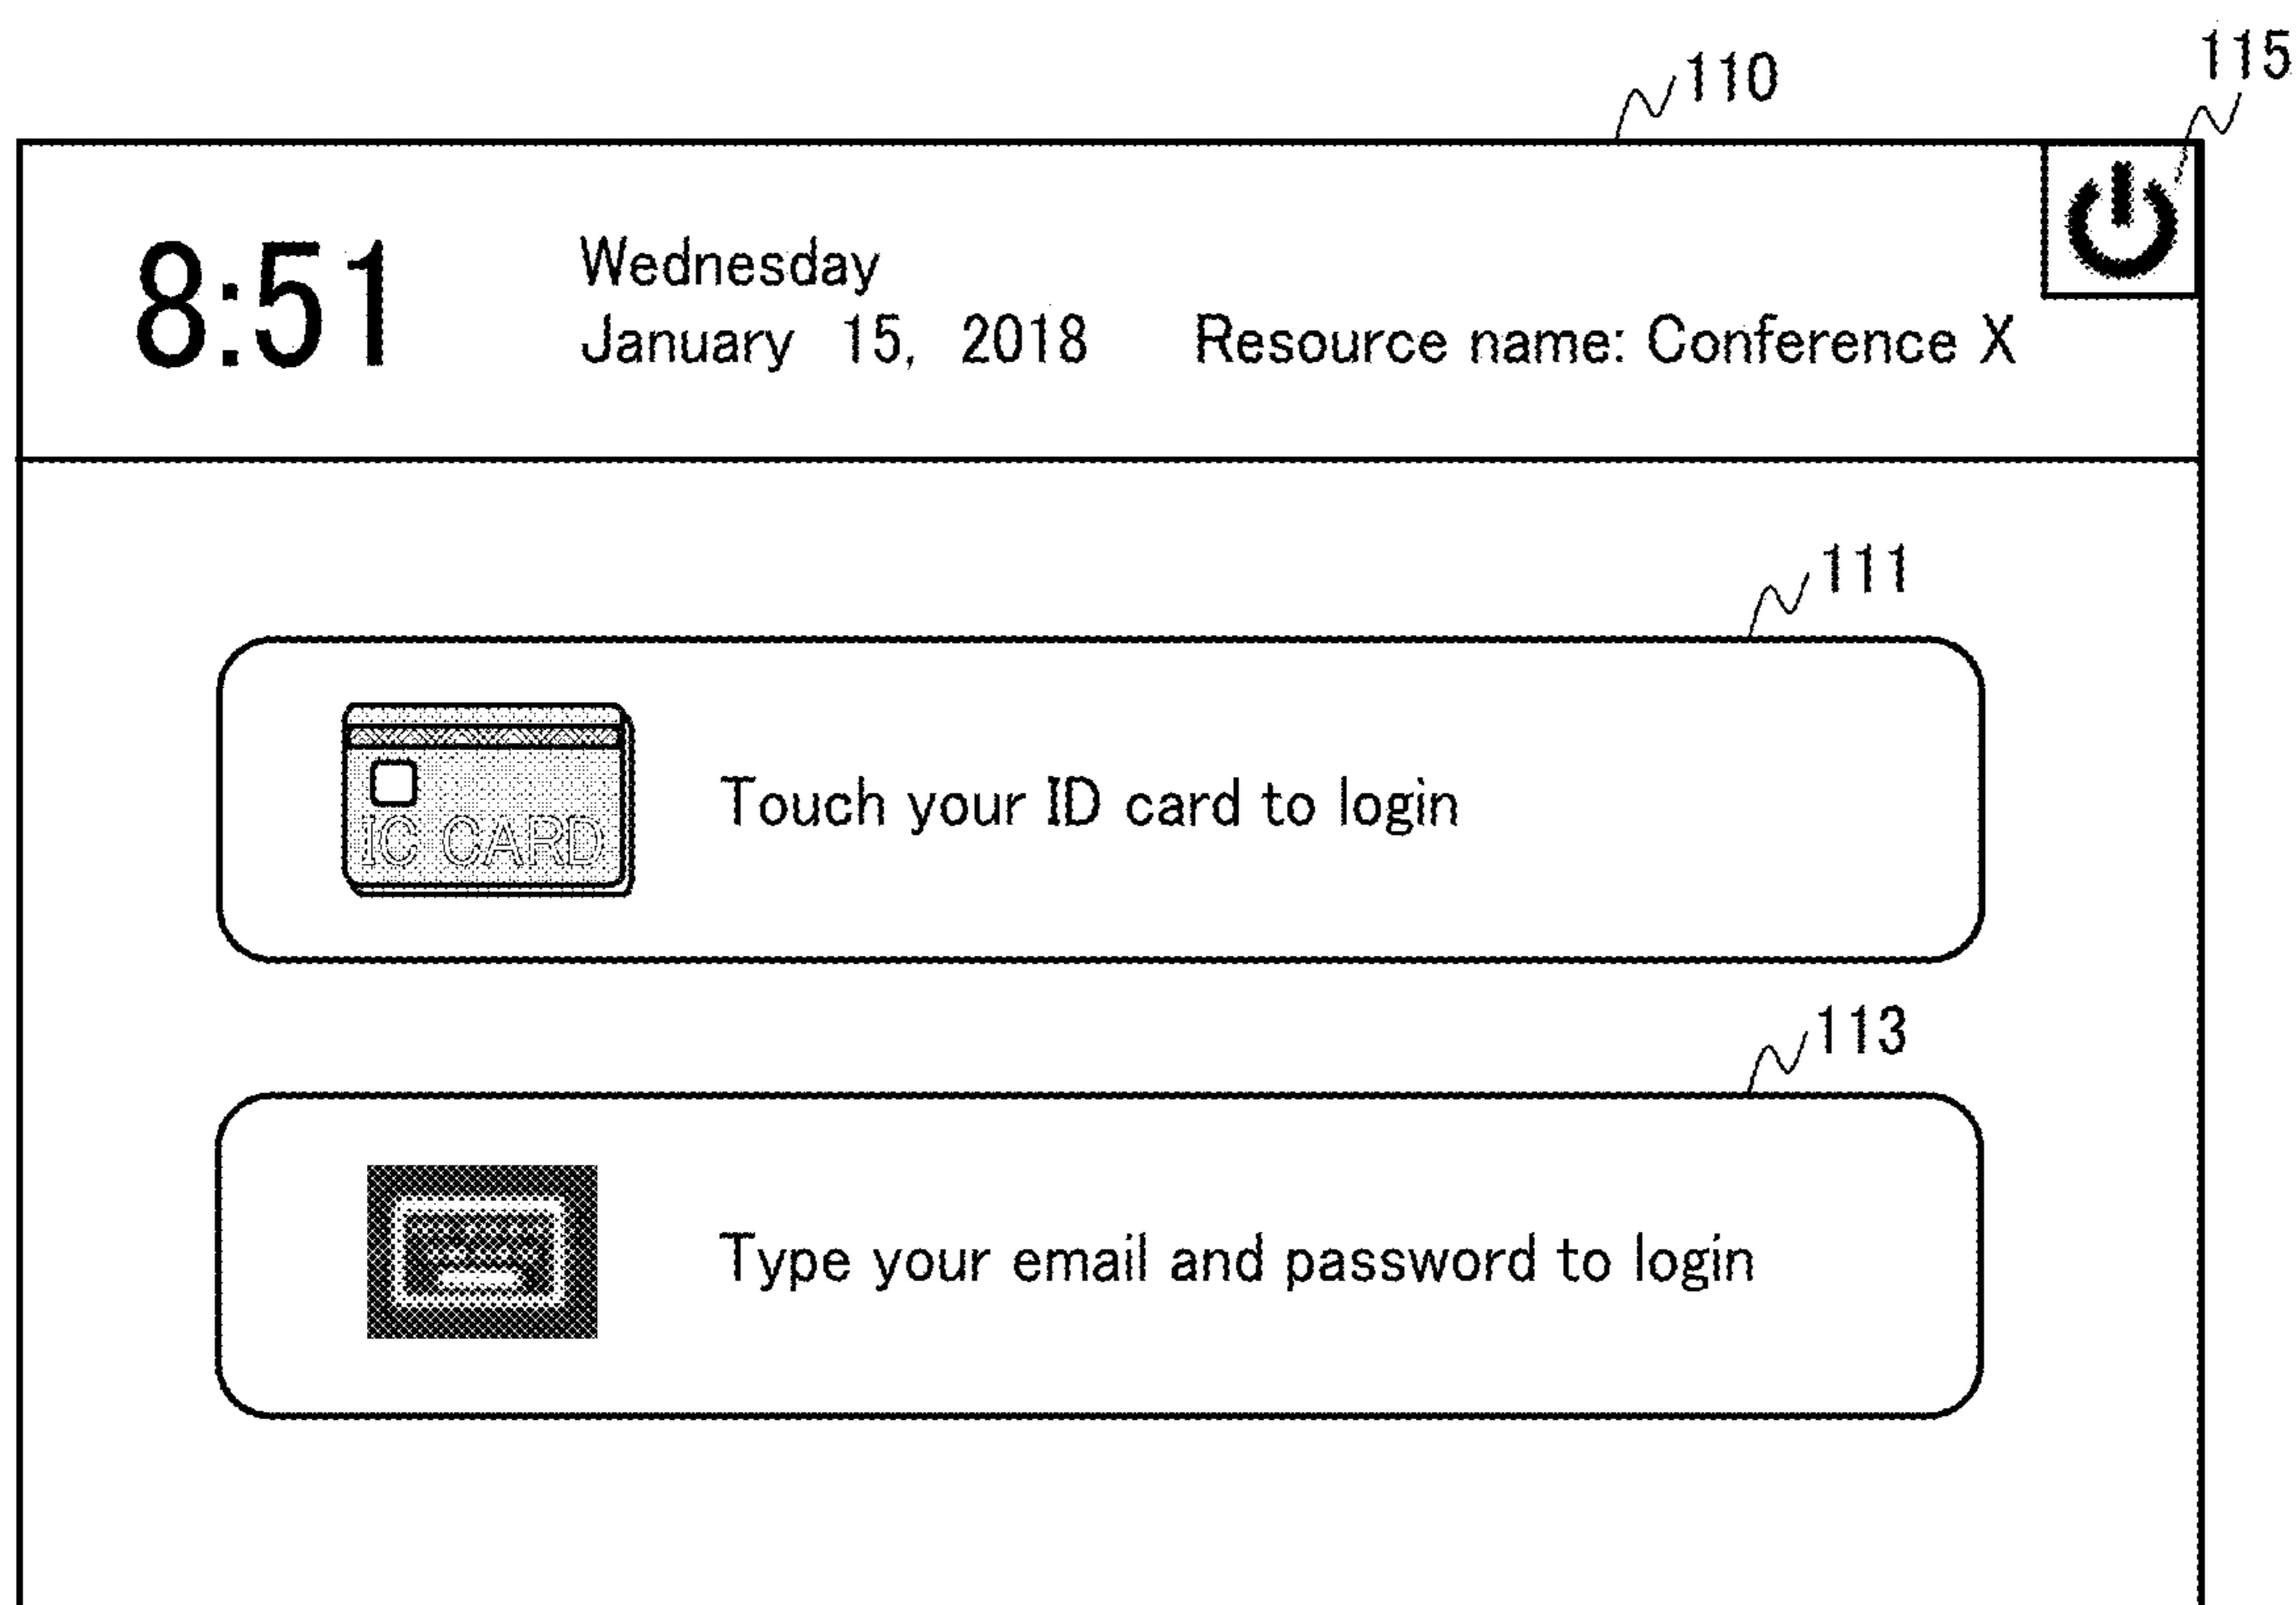 115
110
8:51
Wednesday
January 15, 2018
Resource name: Conference X
111
IC CARD
Touch your ID card to login
113
Type your email and password to login